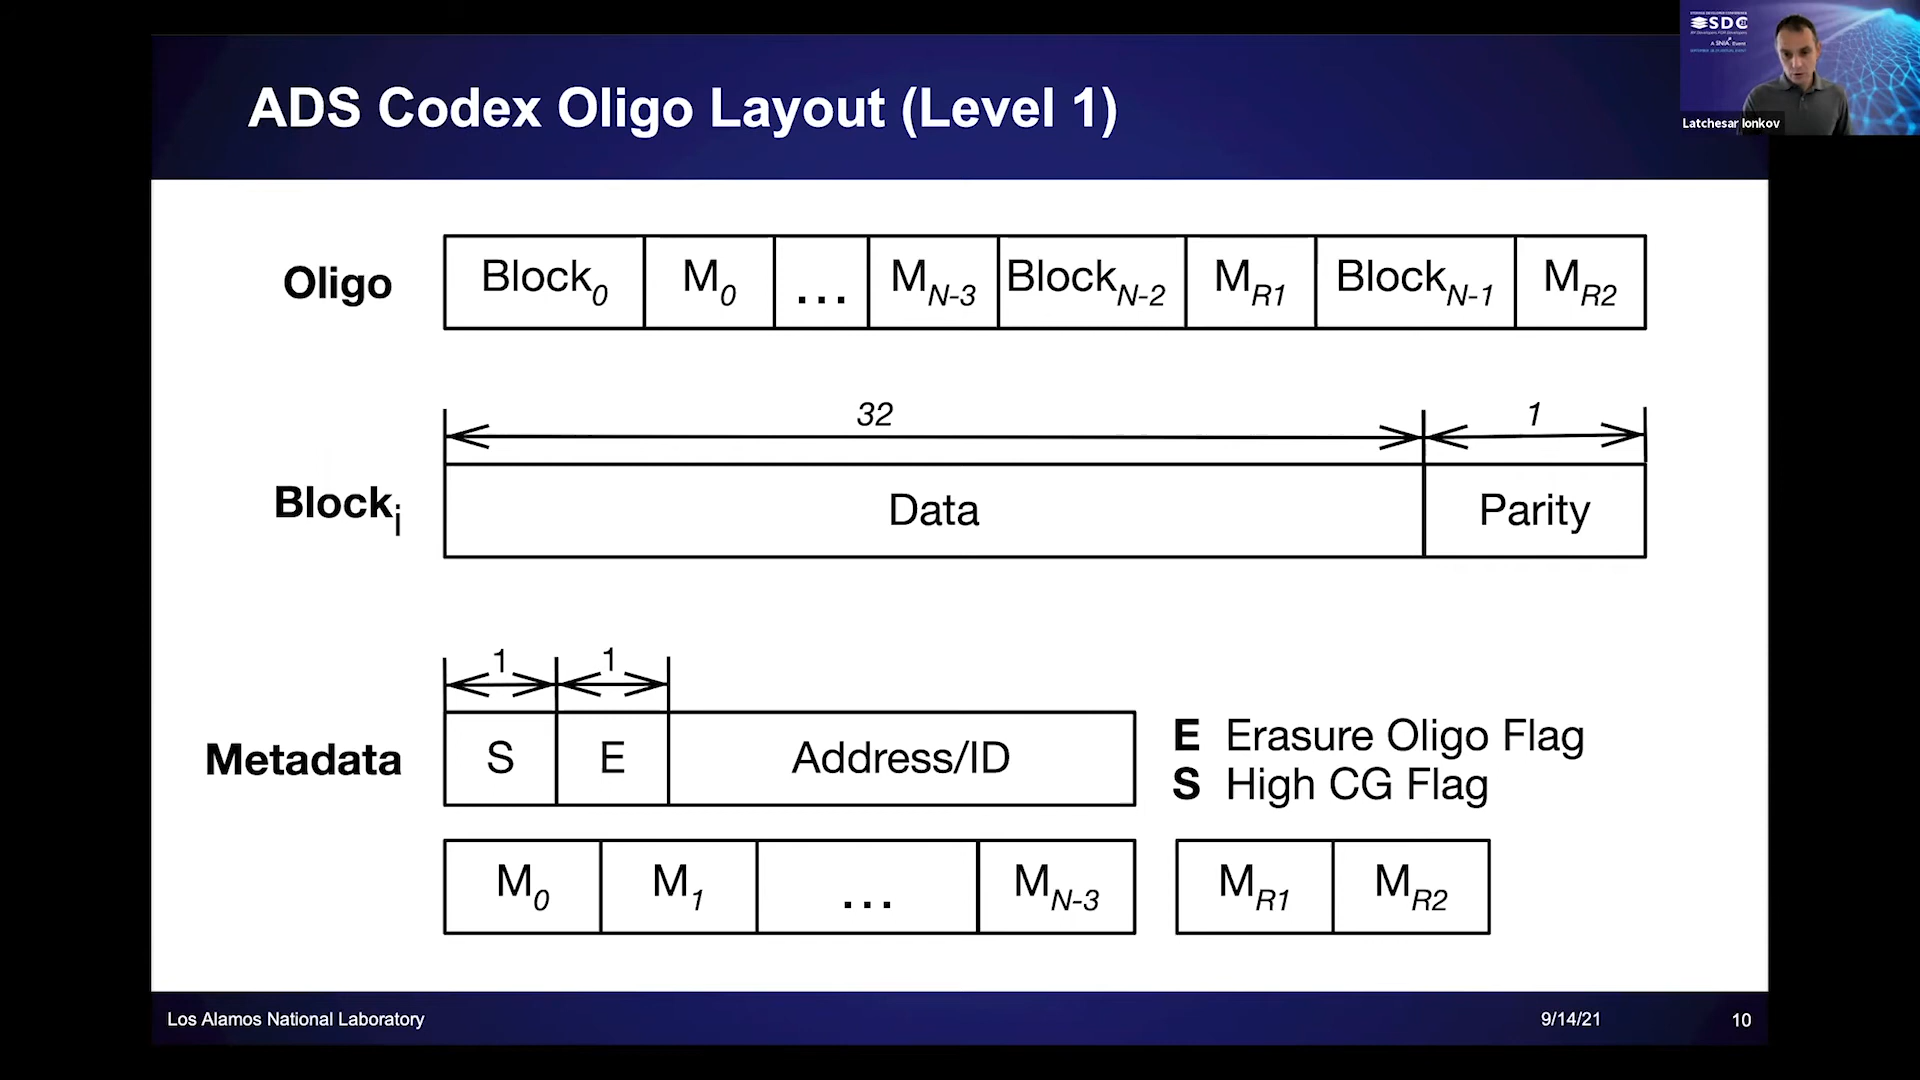 SDC
A SNIA Event
Latchesar Ionkov
ADS Codex Oligo Layout (Level 1)
Oligo Block0 M0 ... MN-3 BlockN-2 MR1 BlockN-1 MR2
32 1
Blocki Data Parity
1 1
Metadata S E Address/ID
E Erasure Oligo Flag
S High CG Flag
M0 M1 ... MN-3 MR1 MR2
Los Alamos National Laboratory 9/14/21 10